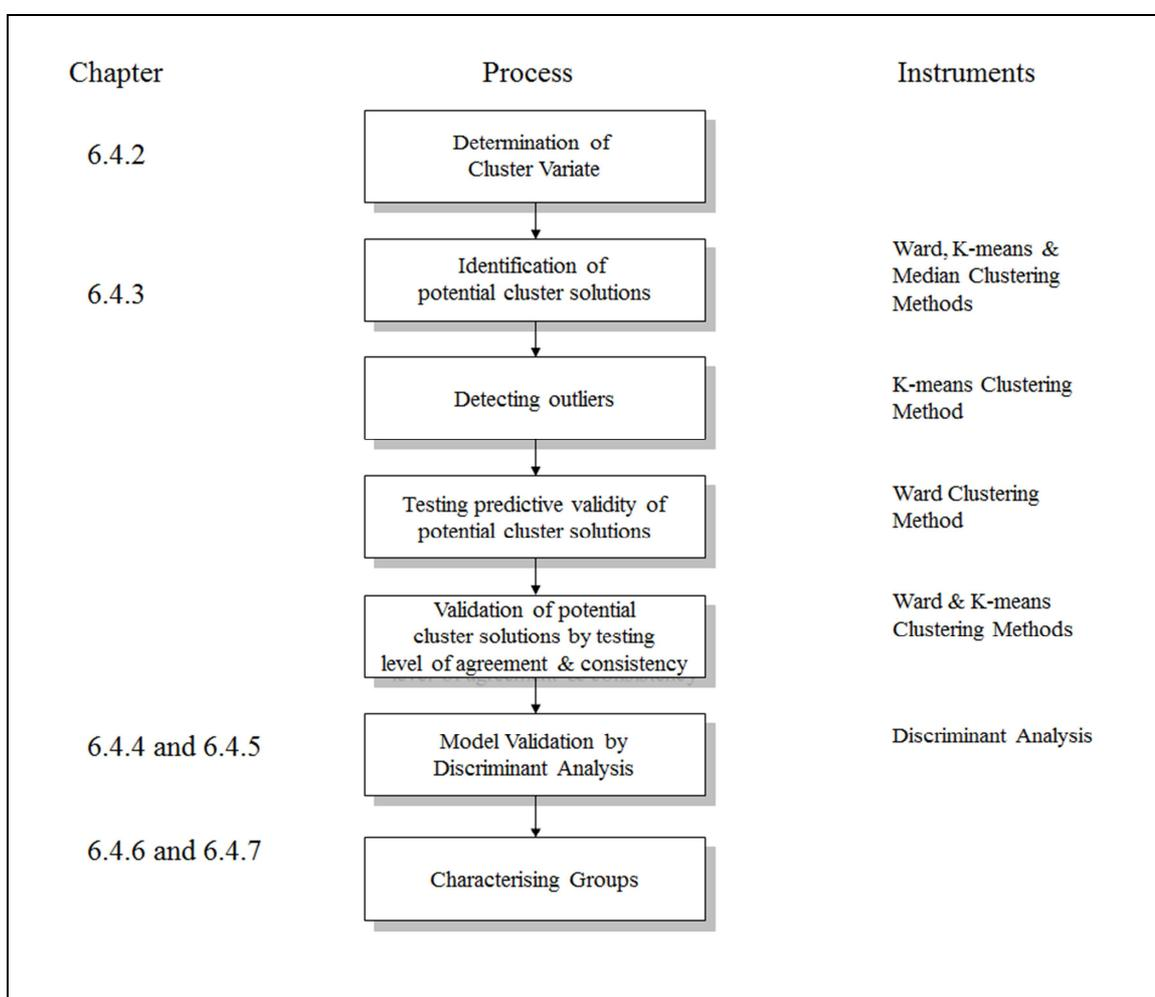 Chapter
Process
Instruments
6.4.2
Determination of
Cluster Variate
6.4.3
Identification of
potential cluster solutions
Ward, K-means &
Median Clustering
Methods
Detecting outliers
K-means Clustering
Method
Testing predictive validity of
potential cluster solutions
Ward Clustering
Method
Validation of potential
cluster solutions by testing
level of agreement & consistency
Ward & K-means
Clustering Methods
6.4.4 and 6.4.5
Model Validation by
Discriminant Analysis
Discriminant Analysis
6.4.6 and 6.4.7
Characterising Groups